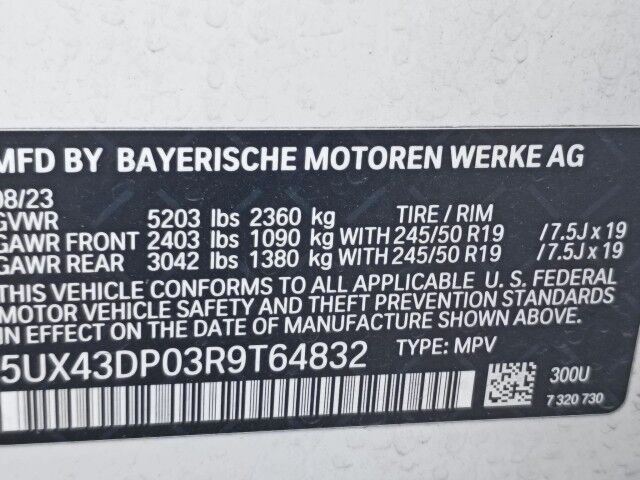 MFD BY BAYERISCHE MOTOREN WERKE AG
08/23
GVWR 5203 lbs 2360 kg TIRE / RIM
GAWR FRONT 2403 lbs 1090 kg WITH 245/50 R19 /7.5J x 19
GAWR REAR 3042 lbs 1380 kg WITH 245/50 R19 /7.5J x 19
THIS VEHICLE CONFORMS TO ALL APPLICABLE U. S. FEDERAL
MOTOR VEHICLE SAFETY AND THEFT PREVENTION STANDARDS
IN EFFECT ON THE DATE OF MANUFACTURE SHOWN ABOVE.
5UX43DP03R9T64832 TYPE: MPV
300U
7 320 730